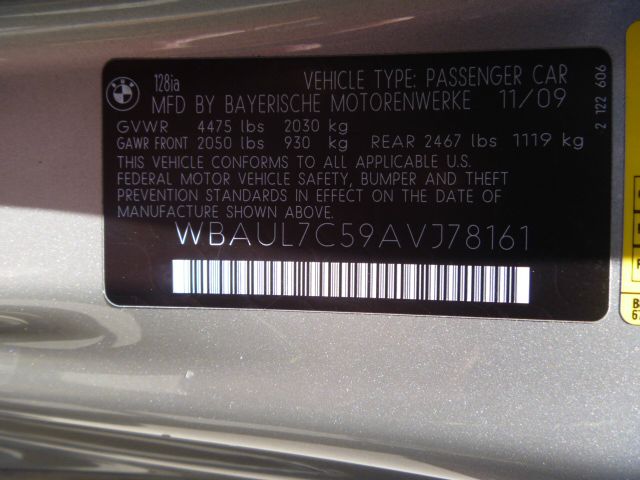 128ia VEHICLE TYPE: PASSENGER CAR
MFD BY BAYERISCHE MOTORENWERKE 11/09
GVWR 4475 lbs 2030 kg
GAWR FRONT 2050 lbs 930 kg REAR 2467 lbs 1119 kg
THIS VEHICLE CONFORMS TO ALL APPLICABLE U.S.
FEDERAL MOTOR VEHICLE SAFETY, BUMPER AND THEFT
PREVENTION STANDARDS IN EFFECT ON THE DATE OF
MANUFACTURE SHOWN ABOVE.
WBAUL7C59AVJ78161
2 122 606